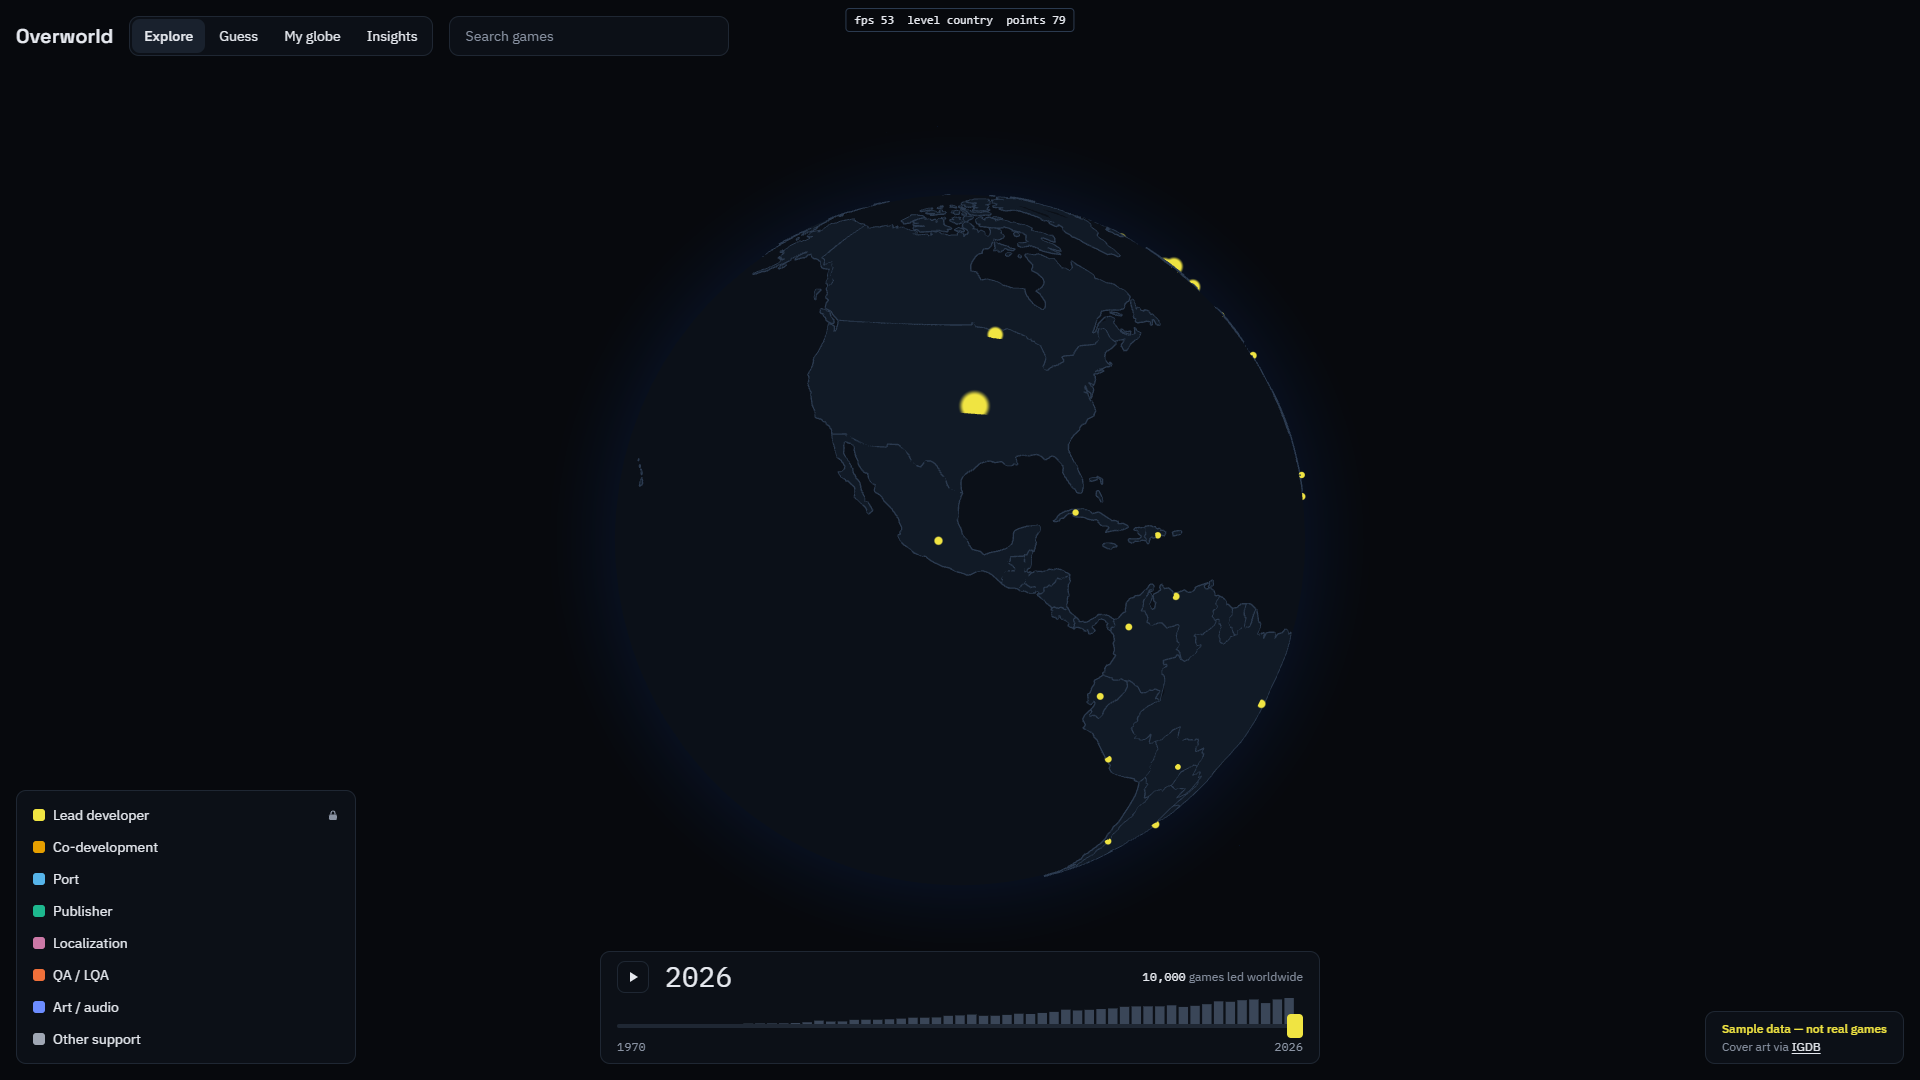 Overworld
Explore
Guess
My globe
Insights
Search games
fps 53 level country points 79
Lead developer
Co-development
Port
Publisher
Localization
QA / LQA
Art / audio
Other support
2026
10,000 games led worldwide
1970
2026
Sample data — not real games
Cover art via IGDB